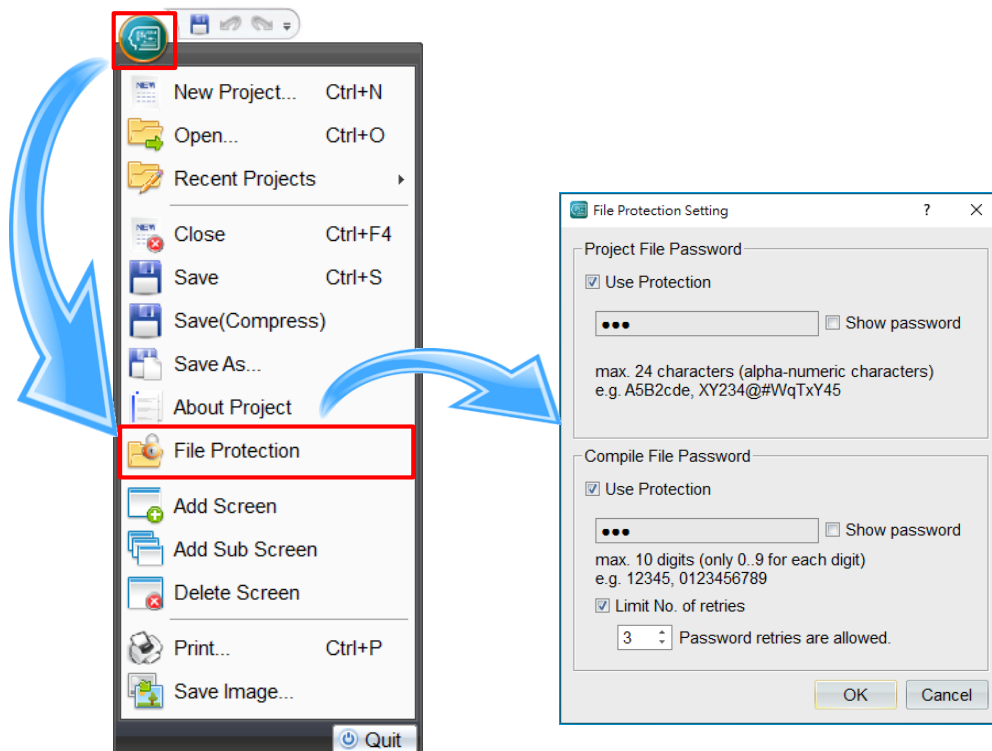 New Project... Ctrl+N
Open... Ctrl+O
Recent Projects
Close Ctrl+F4
Save Ctrl+S
Save(Compress)
Save As...
About Project
File Protection
Add Screen
Add Sub Screen
Delete Screen
Print... Ctrl+P
Save Image...
Quit
File Protection Setting ?
Project File Password
Use Protection
Show password
max. 24 characters (alpha-numeric characters)
e.g. A5B2cde, XY234@#WqTxY45
Compile File Password
Use Protection
Show password
max. 10 digits (only 0..9 for each digit)
e.g. 12345, 0123456789
Limit No. of retries
3 Password retries are allowed.
OK Cancel